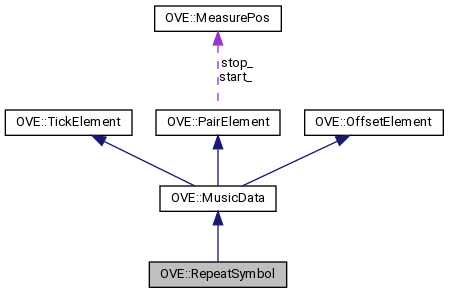 OVE::MeasurePos
stop_
start_
OVE::TickElement
OVE::PairElement
OVE::OffsetElement
OVE::MusicData
OVE::RepeatSymbol